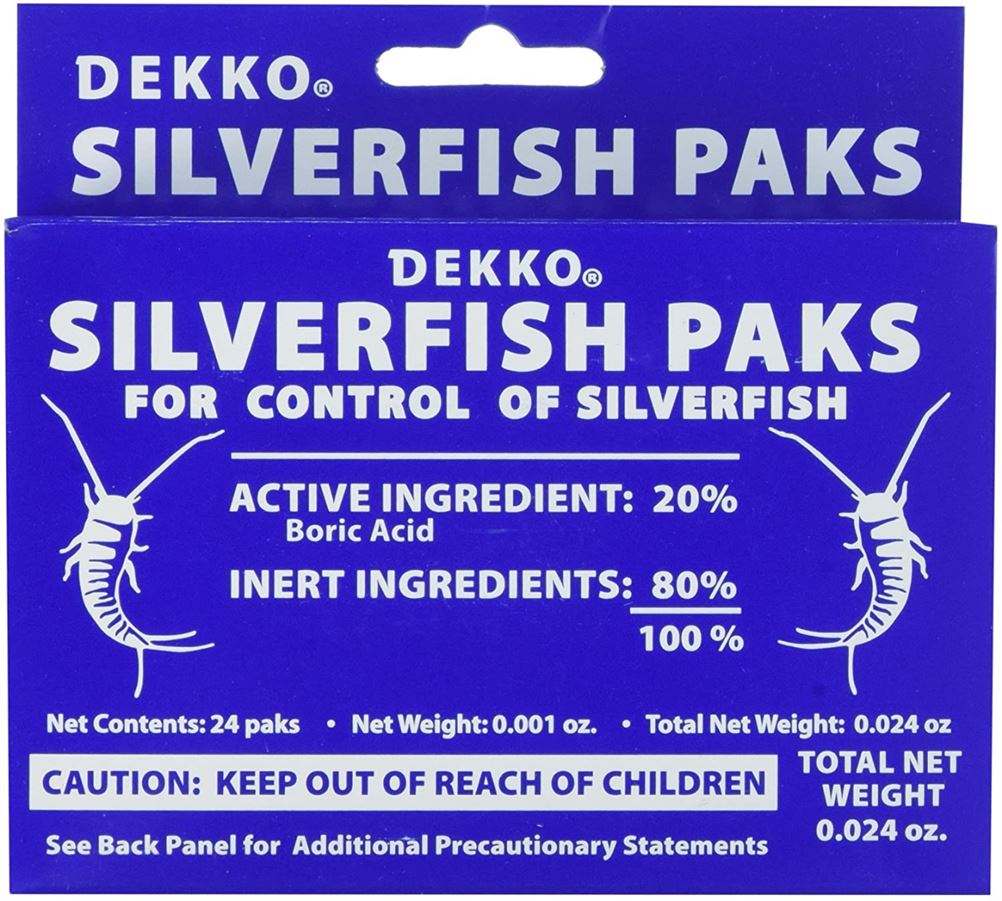 DEKKO®
SILVERFISH PAKS
DEKKO®
SILVERFISH PAKS
FOR CONTROL OF SILVERFISH
ACTIVE INGREDIENT: 20%
Boric Acid
INERT INGREDIENTS: 80%
100 %
Net Contents: 24 paks • Net Weight: 0.001 oz. • Total Net Weight: 0.024 oz
CAUTION: KEEP OUT OF REACH OF CHILDREN
TOTAL NET
WEIGHT
0.024 oz.
See Back Panel for Additional Precautionary Statements